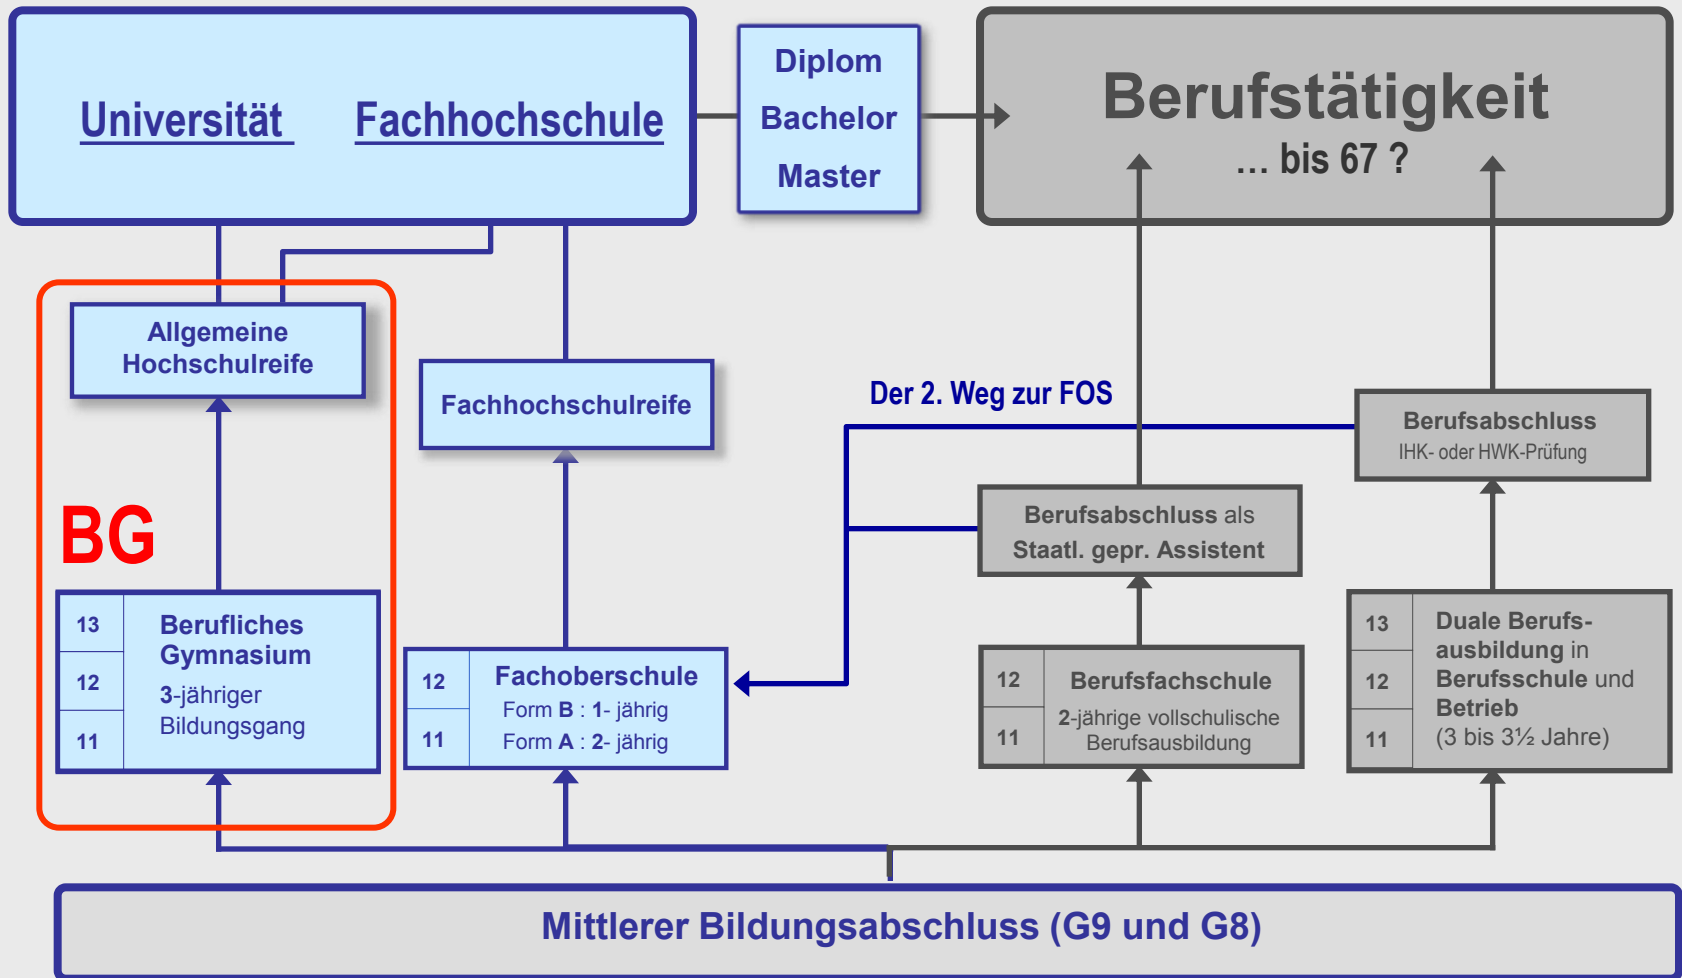 Universität Fachhochschule
Diplom
Bachelor
Master
Berufstätigkeit
... bis 67 ?
Allgemeine
Hochschulreife
Fachhochschulreife
Der 2. Weg zur FOS
Berufsabschluss
IHK- oder HWK-Prüfung
BG
Berufsabschluss als
Staatl. gepr. Assistent
13
12
11
Berufliches
Gymnasium
3-jähriger
Bildungsgang
12
11
Fachoberschule
Form B : 1- jährig
Form A : 2- jährig
12
11
Berufsfachschule
2-jährige vollschulische
Berufsausbildung
13
12
11
Duale Berufs-
ausbildung in
Berufsschule und
Betrieb
(3 bis 3½ Jahre)
Mittlerer Bildungsabschluss (G9 und G8)